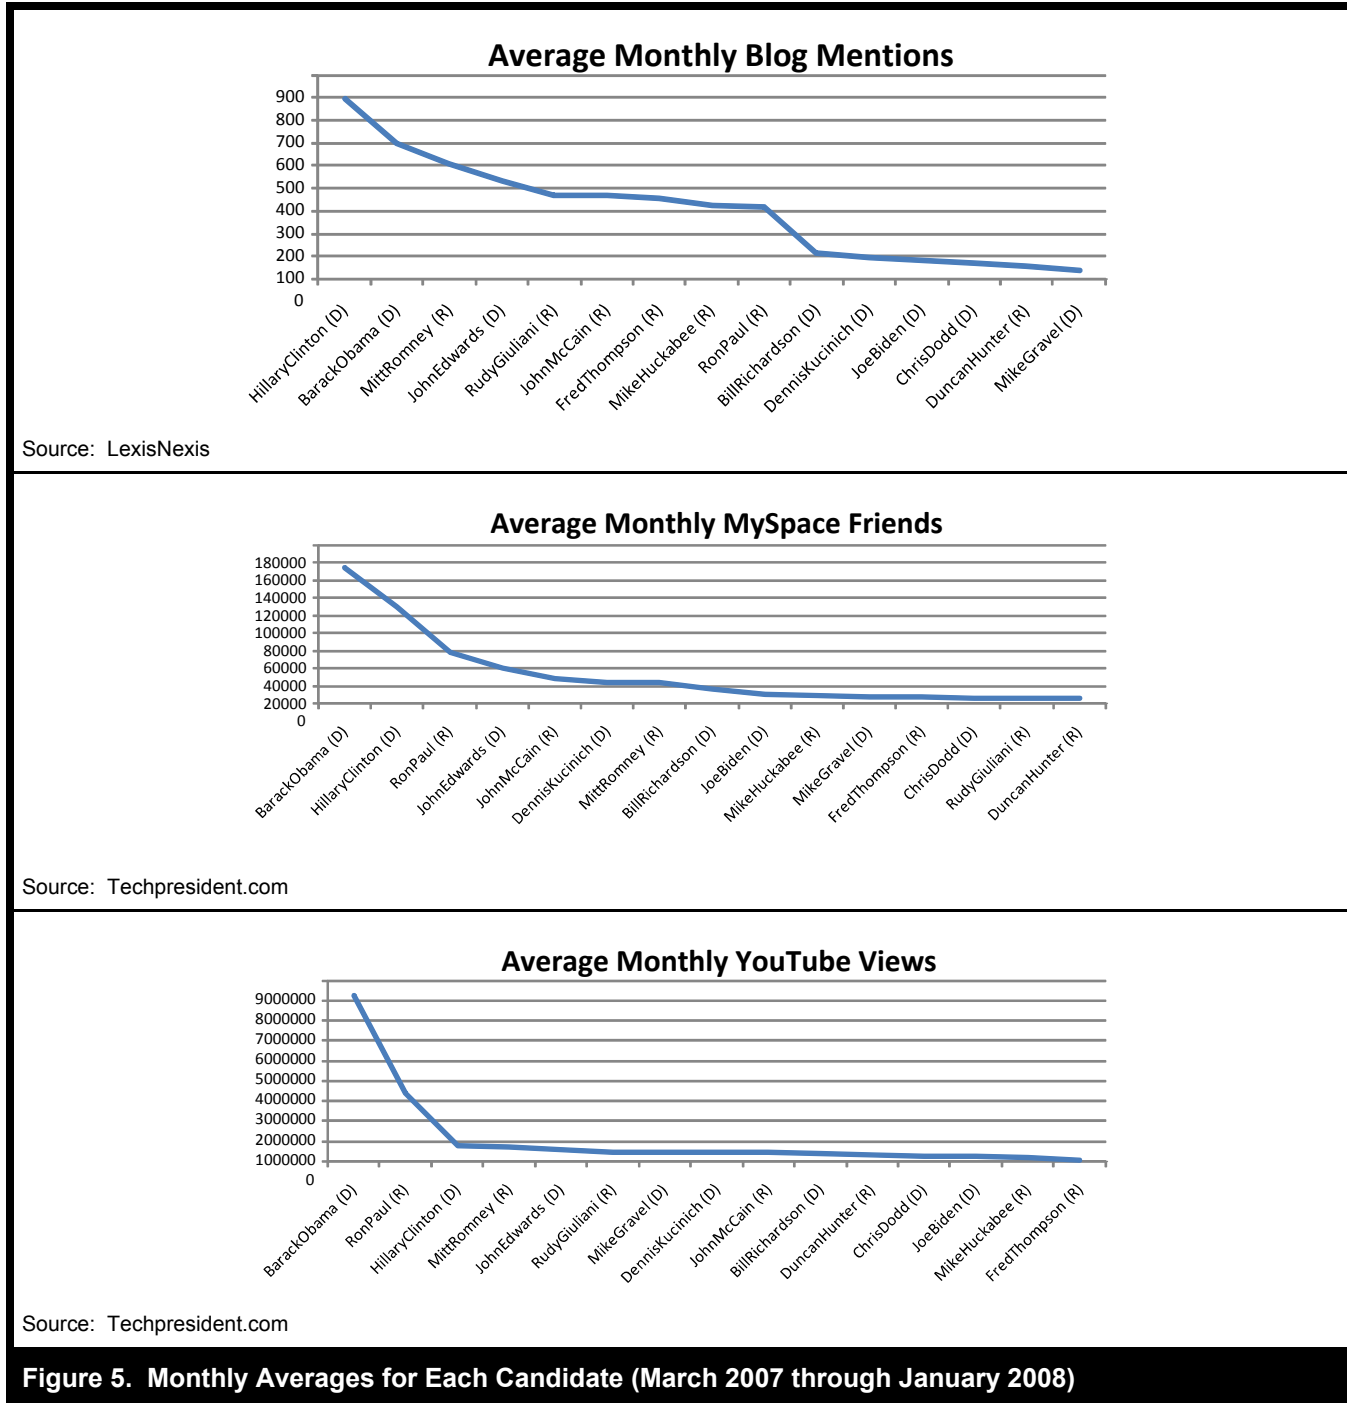 Average Monthly Blog Mentions
900
800
700
600
500
400
300
200
100
0
HillaryClinton (D)
BarackObama (D)
MittRomney (R)
JohnEdwards (D)
RudyGiuliani (R)
JohnMcCain (R)
FredThompson (R)
MikeHuckabee (R)
RonPaul (R)
BillRichardson (D)
DennisKucinich (D)
JoeBiden (D)
ChrisDodd (D)
DuncanHunter (R)
MikeGravel (D)
Source: LexisNexis
Average Monthly MySpace Friends
180000
160000
140000
120000
100000
80000
60000
40000
20000
0
BarackObama (D)
HillaryClinton (D)
RonPaul (R)
JohnEdwards (D)
JohnMcCain (R)
DennisKucinich (D)
MittRomney (R)
BillRichardson (D)
JoeBiden (D)
MikeHuckabee (R)
MikeGravel (D)
FredThompson (R)
ChrisDodd (D)
RudyGiuliani (R)
DuncanHunter (R)
Source: Techpresident.com
Average Monthly YouTube Views
9000000
8000000
7000000
6000000
5000000
4000000
3000000
2000000
1000000
0
BarackObama (D)
RonPaul (R)
HillaryClinton (D)
MittRomney (R)
JohnEdwards (D)
RudyGiuliani (R)
MikeGravel (D)
DennisKucinich (D)
JohnMcCain (R)
BillRichardson (D)
DuncanHunter (R)
ChrisDodd (D)
JoeBiden (D)
MikeHuckabee (R)
FredThompson (R)
Source: Techpresident.com
Figure 5. Monthly Averages for Each Candidate (March 2007 through January 2008)